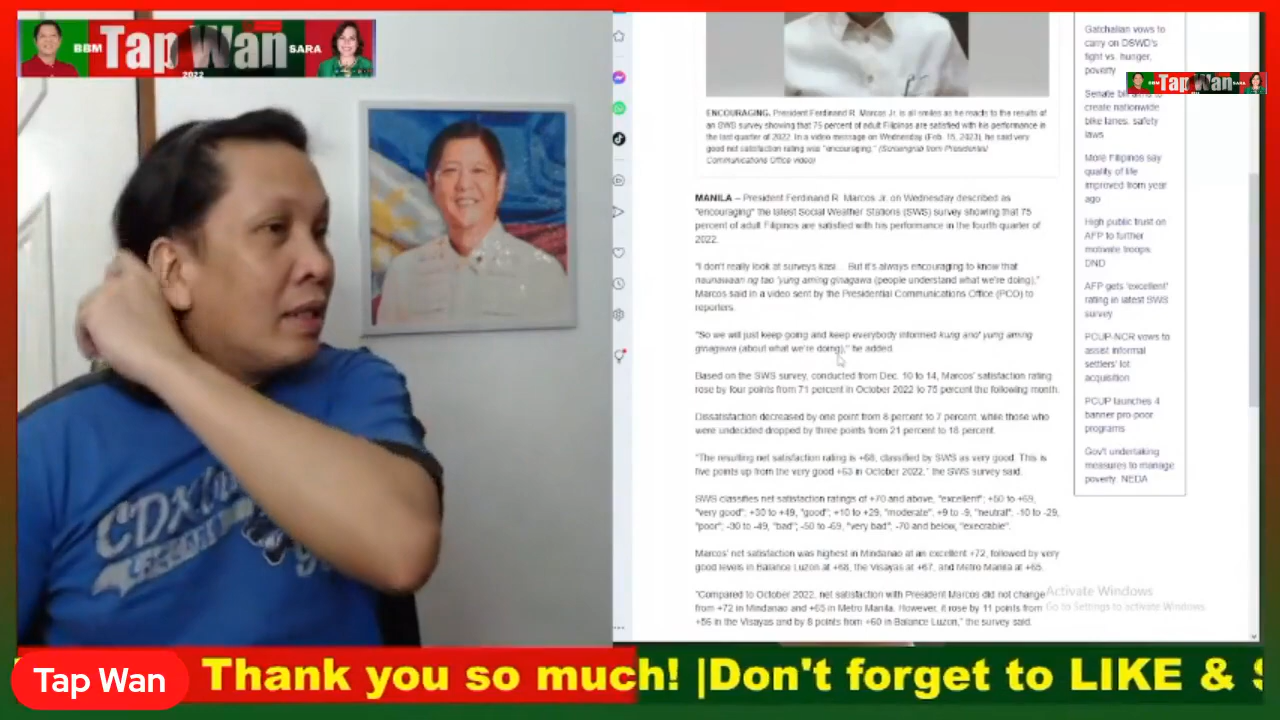 BBM Tap Wan SARA
2022
ENCOURAGING. President Ferdinand R. Marcos Jr. is all smiles as he reacts to the results of
an SWS survey showing that 75 percent of adult Filipinos are satisfied with his performance in
the last quarter of 2022. In a video message on Wednesday (Feb. 15, 2023), he said very
good net satisfaction rating was "encouraging." (Screengrab from Presidential
Communications Office video)
MANILA – President Ferdinand R. Marcos Jr. on Wednesday described as
"encouraging" the latest Social Weather Stations (SWS) survey showing that 75
percent of adult Filipinos are satisfied with his performance in the fourth quarter of
2022.
"I don't really look at surveys kasi... But it's always encouraging to know that
naunawaan ng tao 'yung aming ginagawa (people understand what we're doing),"
Marcos said in a video sent by the Presidential Communications Office (PCO) to
reporters.
"So we will just keep going and keep everybody informed kung ano' yung aming
ginagawa (about what we're doing)," he added.
Based on the SWS survey, conducted from Dec. 10 to 14, Marcos' satisfaction rating
rose by four points from 71 percent in October 2022 to 75 percent the following month.
Dissatisfaction decreased by one point from 8 percent to 7 percent, while those who
were undecided dropped by three points from 21 percent to 18 percent.
"The resulting net satisfaction rating is +68, classified by SWS as very good. This is
five points up from the very good +63 in October 2022," the SWS survey said.
SWS classifies net satisfaction ratings of +70 and above, "excellent"; +50 to +69,
"very good"; +30 to +49, "good"; +10 to +29, "moderate"; +9 to -9, "neutral"; -10 to -29,
"poor"; -30 to -49, "bad"; -50 to -69, "very bad"; -70 and below, "execrable".
Marcos' net satisfaction was highest in Mindanao at an excellent +72, followed by very
good levels in Balance Luzon at +68, the Visayas at +67, and Metro Manila at +65.
"Compared to October 2022, net satisfaction with President Marcos did not change
from +72 in Mindanao and +65 in Metro Manila. However, it rose by 11 points from
+56 in the Visayas and by 8 points from +60 in Balance Luzon," the survey said.
Gatchalian vows to
carry on DSWD's
fight vs. hunger,
poverty
BBM Tap Wan SARA
Senate bill aims to
create nationwide
bike lanes: safety
laws
More Filipinos say
quality of life
improved from year
ago
High public trust on
AFP to further
motivate troops:
DND
AFP gets 'excellent'
rating in latest SWS
survey
PCUP-NCR vows to
assist informal
settlers' lot
acquisition
PCUP launches 4
banner pro-poor
programs
Gov't undertaking
measures to manage
poverty: NEDA
Activate Windows
Go to Settings to activate Windows.
Tap Wan
Thank you so much! |Don't forget to LIKE &